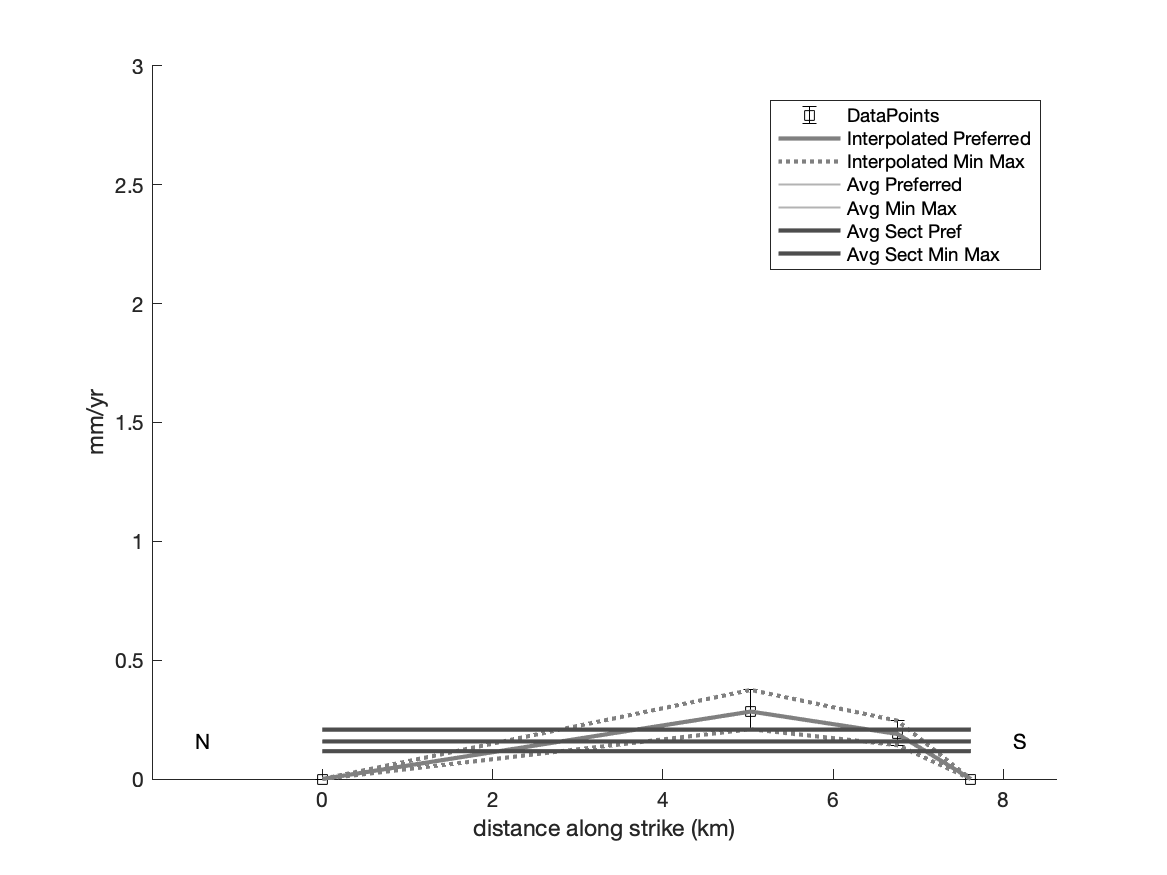 3
2.5
2
1.5
1
0.5
0
mm/yr
DataPoints
Interpolated Preferred
Interpolated Min Max
Avg Preferred
Avg Min Max
Avg Sect Pref
Avg Sect Min Max
N
S
0
2
4
6
8
distance along strike (km)